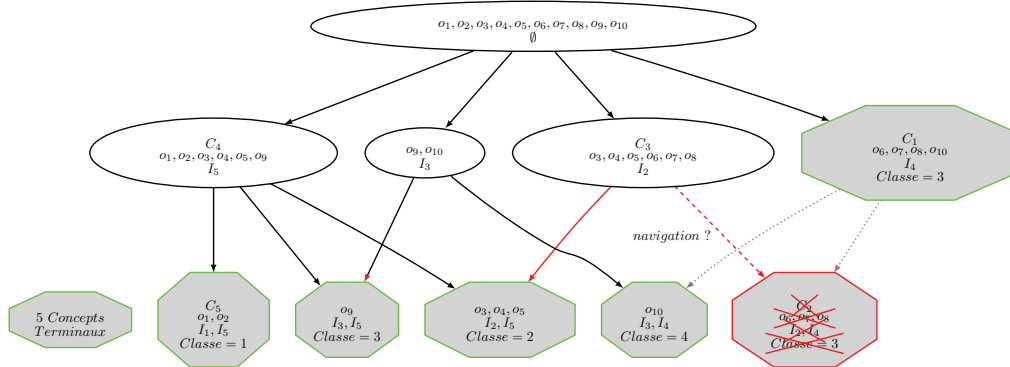 o₁, o₂, o₃, o₄, o₅, o₆, o₇, o₈, o₉, o₁₀
∅
C₄
o₁, o₂, o₃, o₄, o₅, o₉
I₅
o₉, o₁₀
I₃
C₃
o₃, o₄, o₅, o₆, o₇, o₈
I₂
C₁
o₆, o₇, o₈, o₁₀
I₄
Classe = 3
navigation ?
5 Concepts
Terminaux
C₅
o₁, o₂
I₁, I₅
Classe = 1
o₉
I₃, I₅
Classe = 3
o₃, o₄, o₅
I₂, I₅
Classe = 2
o₁₀
I₃, I₄
Classe = 4
C₂
o₆, o₇, o₈
I₂, I₄
Classe = 3